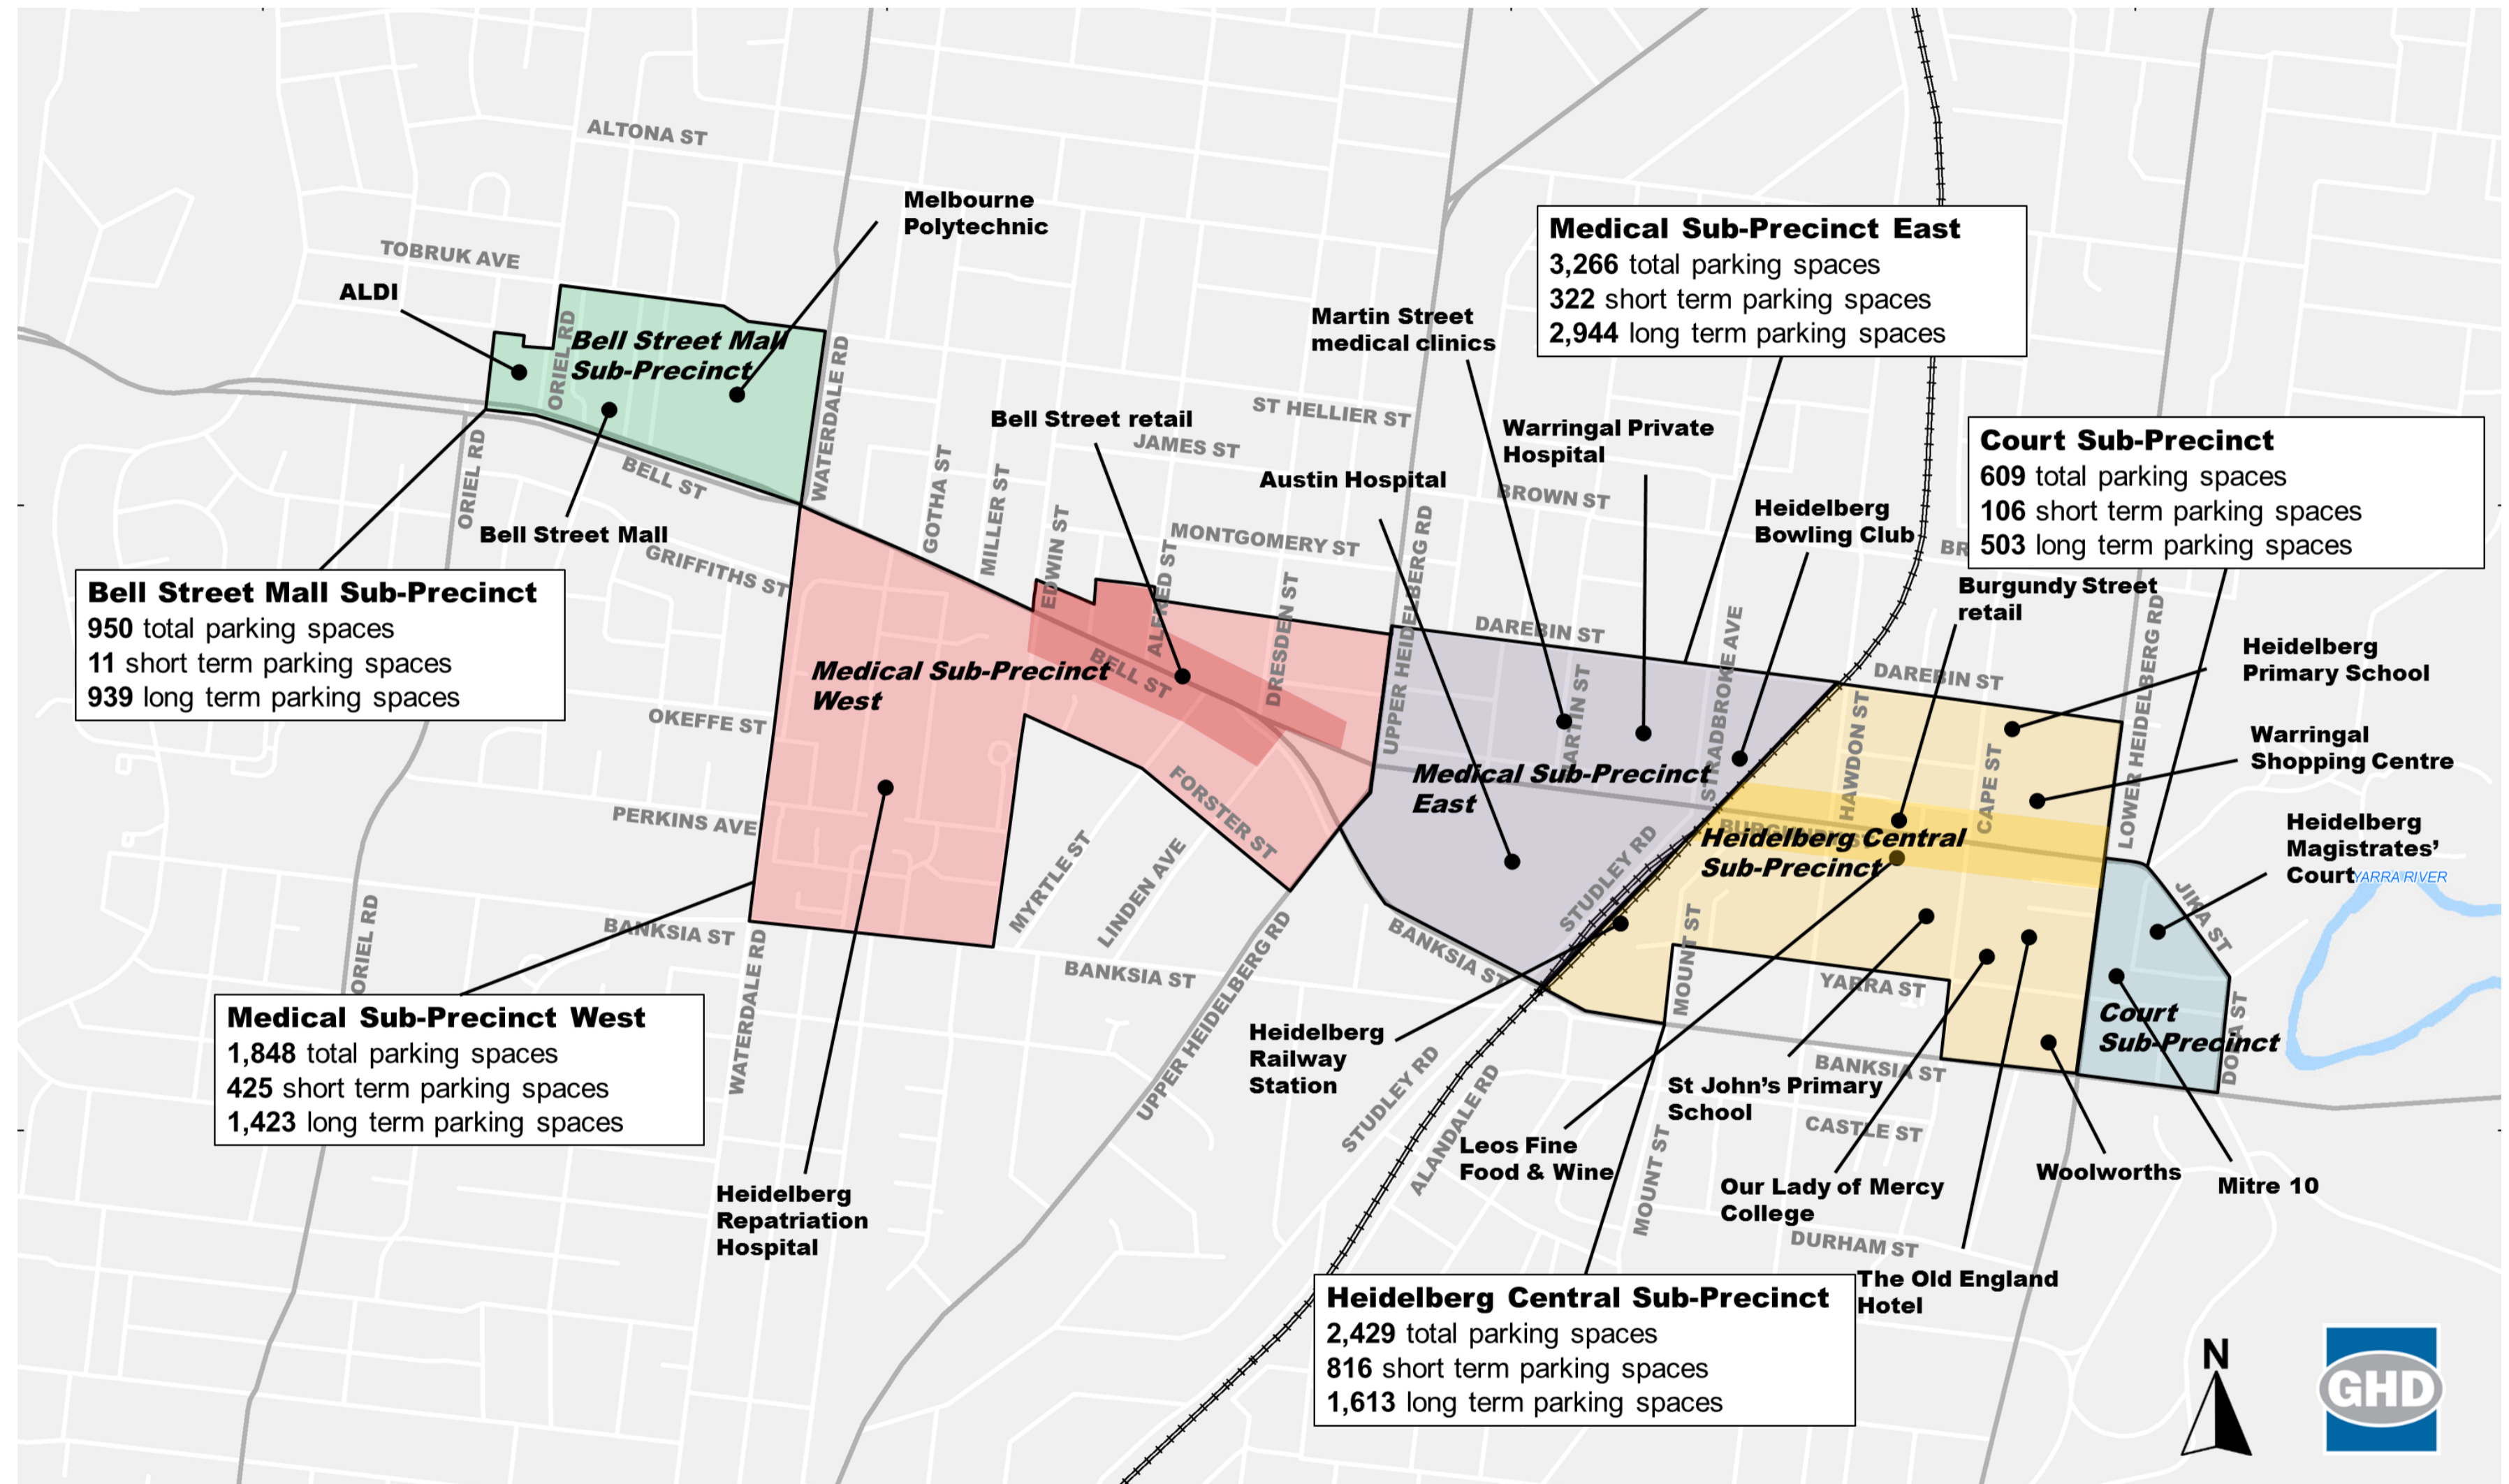 ALTONA ST
Melbourne
Polytechnic
Medical Sub-Precinct East
3,266 total parking spaces
322 short term parking spaces
2,944 long term parking spaces
TOBRUK AVE
ALDI
Martin Street
medical clinics
ORIEL RD
Bell Street Mall
Sub-Precinct
WATERDALE RD
Bell Street retail
ST HELLIER ST
JAMES ST
Warringal Private
Hospital
Court Sub-Precinct
609 total parking spaces
106 short term parking spaces
503 long term parking spaces
ORIEL RD
BELL ST
Austin Hospital
BROWN ST
Heidelberg
Bowling Club
GOTHA ST
MILLER ST
EDWIN ST
Bell Street Mall
GRIFFITHS ST
ALFRED ST
MONTGOMERY ST
DRESDEN ST
UPPER HEIDELBERG RD
BR
Burgundy Street
retail
Bell Street Mall Sub-Precinct
950 total parking spaces
11 short term parking spaces
939 long term parking spaces
DAREBIN ST
STRADBROKE AVE
DAREBIN ST
LOWER HEIDELBERG RD
Heidelberg
Primary School
Medical Sub-Precinct
West
BELL ST
MARTIN ST
HAWDON ST
CAPE ST
OKEFFE ST
Warringal
Shopping Centre
Medical Sub-Precinct
East
PERKINS AVE
FORSTER ST
MYRTLE ST
LINDEN AVE
STUDLEY RD
BURGUNDY ST
Heidelberg Central
Sub-Precinct
Heidelberg
Magistrates’
Court
YARRA RIVER
JIKA ST
ORIEL RD
BANKSIA ST
WATERDALE RD
BANKSIA ST
UPPER HEIDELBERG RD
BANKSIA ST
MOUNT ST
YARRA ST
Court
Sub-Precinct
DORA ST
Medical Sub-Precinct West
1,848 total parking spaces
425 short term parking spaces
1,423 long term parking spaces
Heidelberg
Railway
Station
STUDLEY RD
ALANDALE RD
BANKSIA ST
St John’s Primary
School
CASTLE ST
Leos Fine
Food & Wine
MOUNT ST
Our Lady of Mercy
College
Woolworths
Mitre 10
Heidelberg
Repatriation
Hospital
DURHAM ST
The Old England
Hotel
Heidelberg Central Sub-Precinct
2,429 total parking spaces
816 short term parking spaces
1,613 long term parking spaces
N
GHD